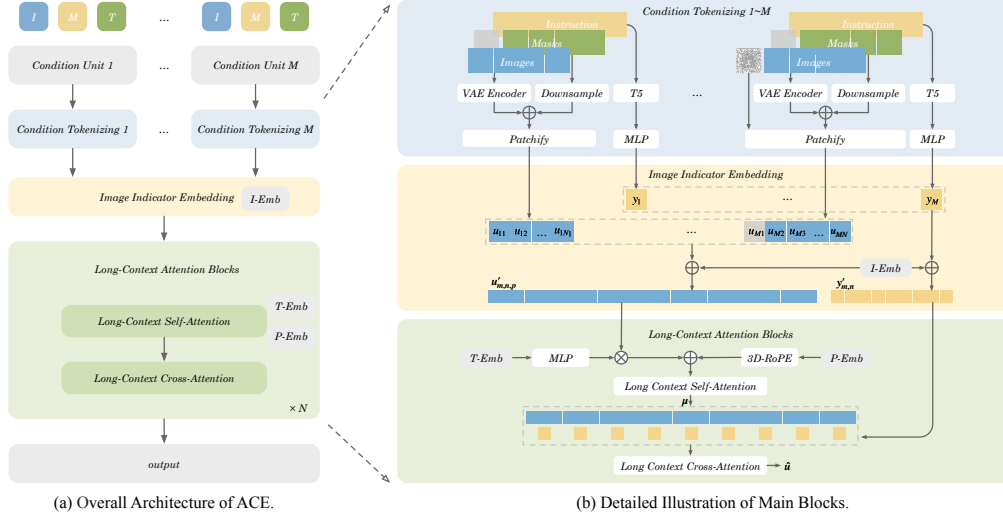 I M T ... I M T
Condition Unit 1 ... Condition Unit M
Condition Tokenizing 1 ... Condition Tokenizing M
Image Indicator Embedding I-Emb
Long-Context Attention Blocks
T-Emb
Long-Context Self-Attention
P-Emb
Long-Context Cross-Attention
× N
output
(a) Overall Architecture of ACE.
Condition Tokenizing 1~M
Instruction Instruction
Masks Masks
Images Images
VAE Encoder Downsample T5 ... VAE Encoder Downsample T5
Patchify MLP Patchify MLP
Image Indicator Embedding
y1 ... yM
u11 u12 ... u1N1 ... uM1 uM2 uM3 ... uMN
I-Emb
u′m,n,p y′m,n
Long-Context Attention Blocks
T-Emb MLP 3D-RoPE P-Emb
Long Context Self-Attention
μ
Long Context Cross-Attention û
(b) Detailed Illustration of Main Blocks.